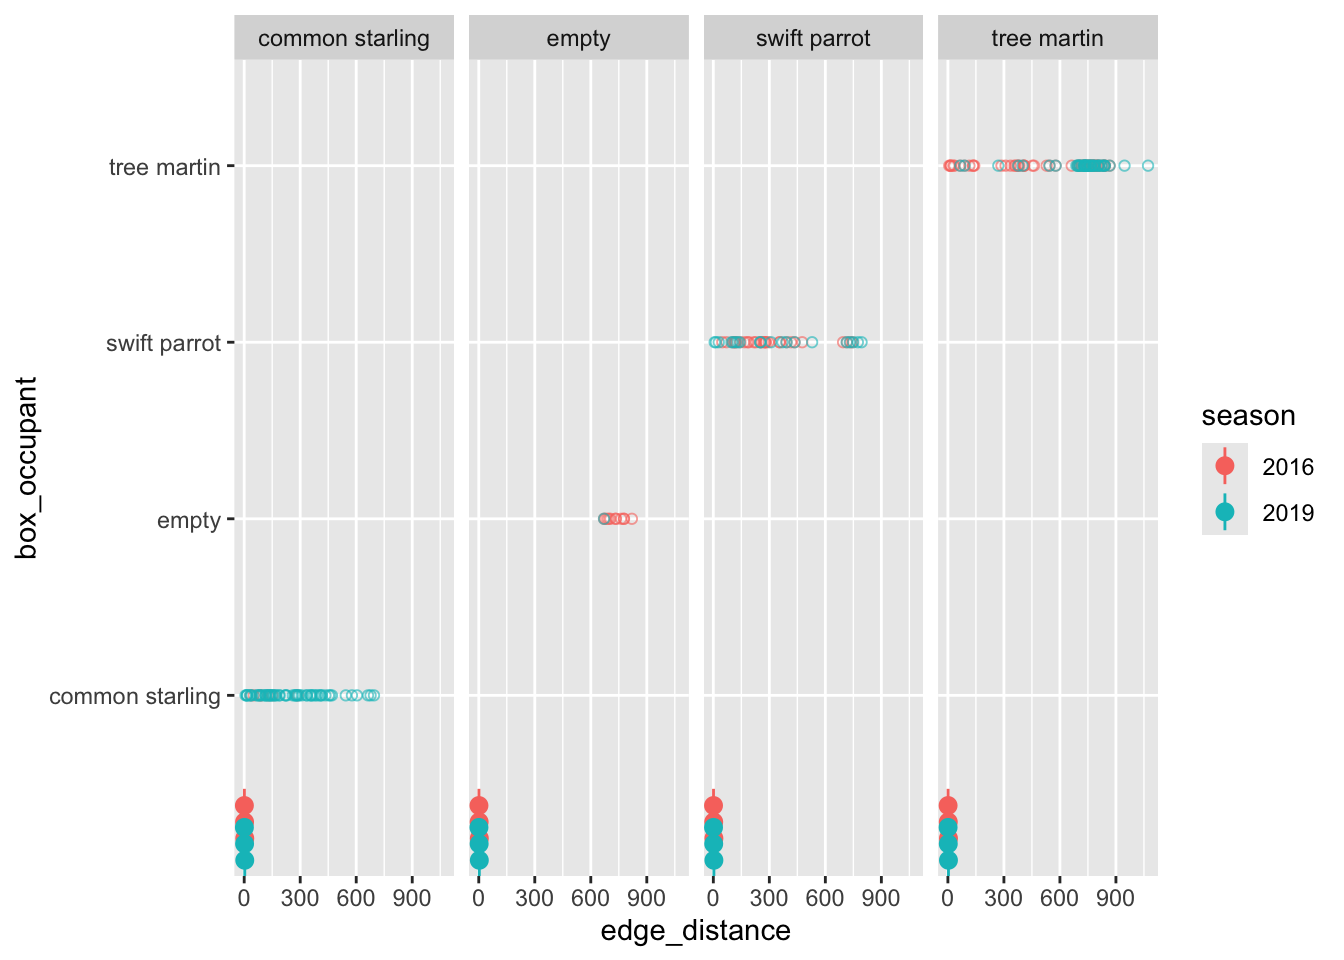 common starling
empty
swift parrot
tree martin
tree martin
swift parrot
empty
common starling
box_occupant
0 300 600 900
0 300 600 900
0 300 600 900
0 300 600 900
edge_distance
season
2016
2019